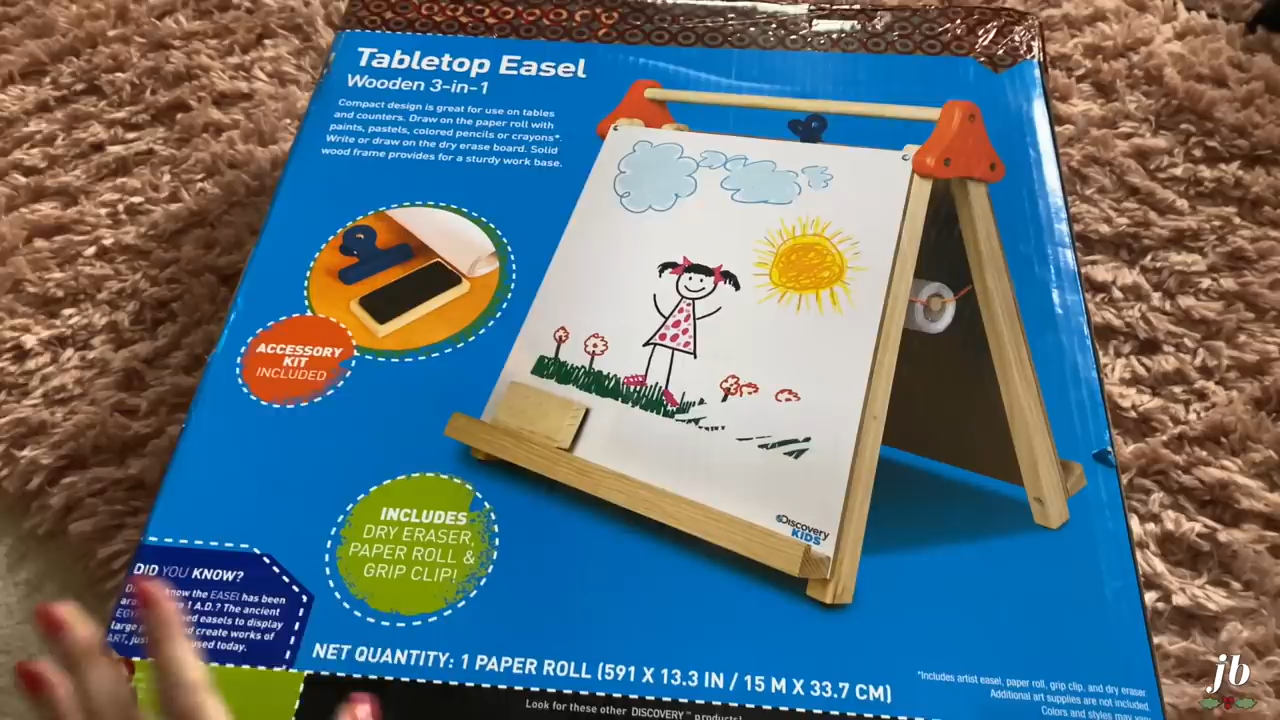 Tabletop Easel
Wooden 3-in-1
Compact design is great for use on tables
and counters. Draw on the paper roll with
paints, pastels, colored pencils or crayons*.
Write or draw on the dry erase board. Solid
wood frame provides for a sturdy work base.
ACCESSORY
KIT
INCLUDED
INCLUDES
DRY ERASER,
PAPER ROLL &
GRIP CLIP!
Discovery
KIDS
DID YOU KNOW?
know the EASEl has been
1 A.D.? The ancient
easels to display
large create works of
ART, used today.
NET QUANTITY: 1 PAPER ROLL (591 X 13.3 IN / 15 M X 33.7 CM)
*Includes artist easel, paper roll, grip clip, and dry eraser.
Additional art supplies are not included.
Colors and styles may vary
Look for these other DISCOVERY™ products!
jb